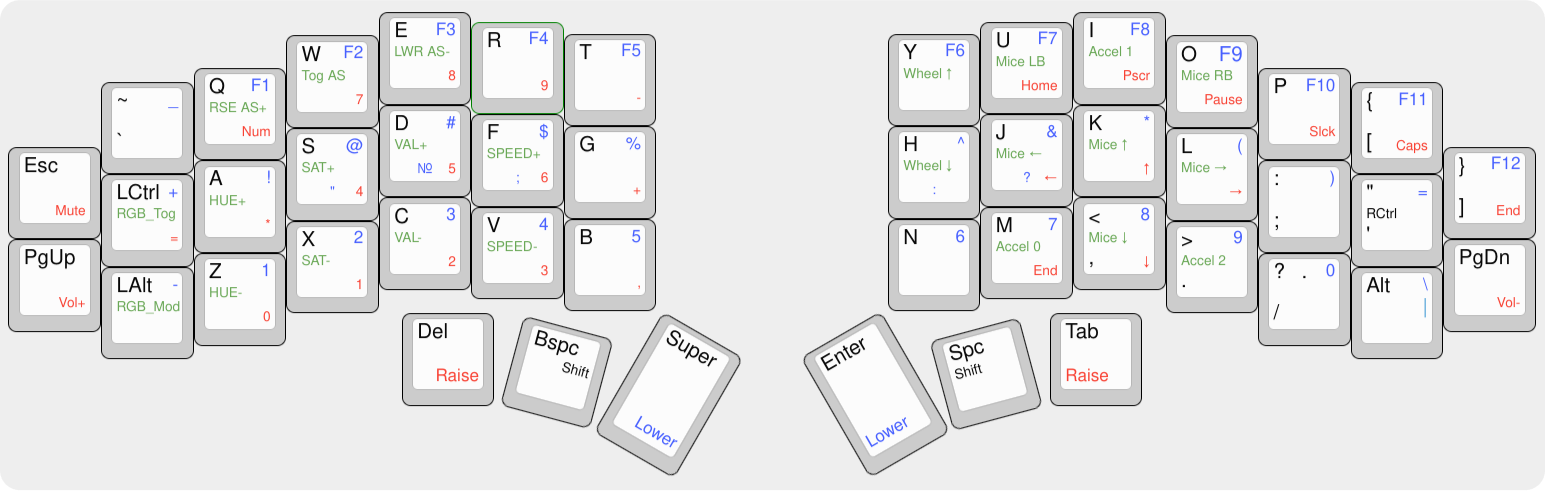 Esc
Mute
PgUp
Vol+
~ _
`
LCtrl +
RGB_Tog
=
LAlt -
RGB_Mod
Q F1
RSE AS+
Num
A !
HUE+
*
Z 1
HUE-
0
W F2
Tog AS
7
S @
SAT+
" 4
X 2
SAT-
1
E F3
LWR AS-
8
D #
VAL+
№ 5
C 3
VAL-
2
R F4
9
F $
SPEED+
; 6
V 4
SPEED-
3
T F5
-
G %
+
B 5
,
Del
Raise
Bspc
Shift
Super
Lower
Y F6
Wheel ↑
H ^
Wheel ↓
:
N 6
U F7
Mice LB
Home
J &
Mice ←
? ←
M 7
Accel 0
End
I F8
Accel 1
Pscr
K *
Mice ↑
↑
< 8
Mice ↓
, ↓
O F9
Mice RB
Pause
L (
Mice →
→
> 9
Accel 2
.
P F10
Slck
: )
;
? . 0
/
{ F11
[ Caps
" =
RCtrl
'
Alt \
|
} F12
] End
PgDn
Vol-
Enter
Lower
Spc
Shift
Tab
Raise